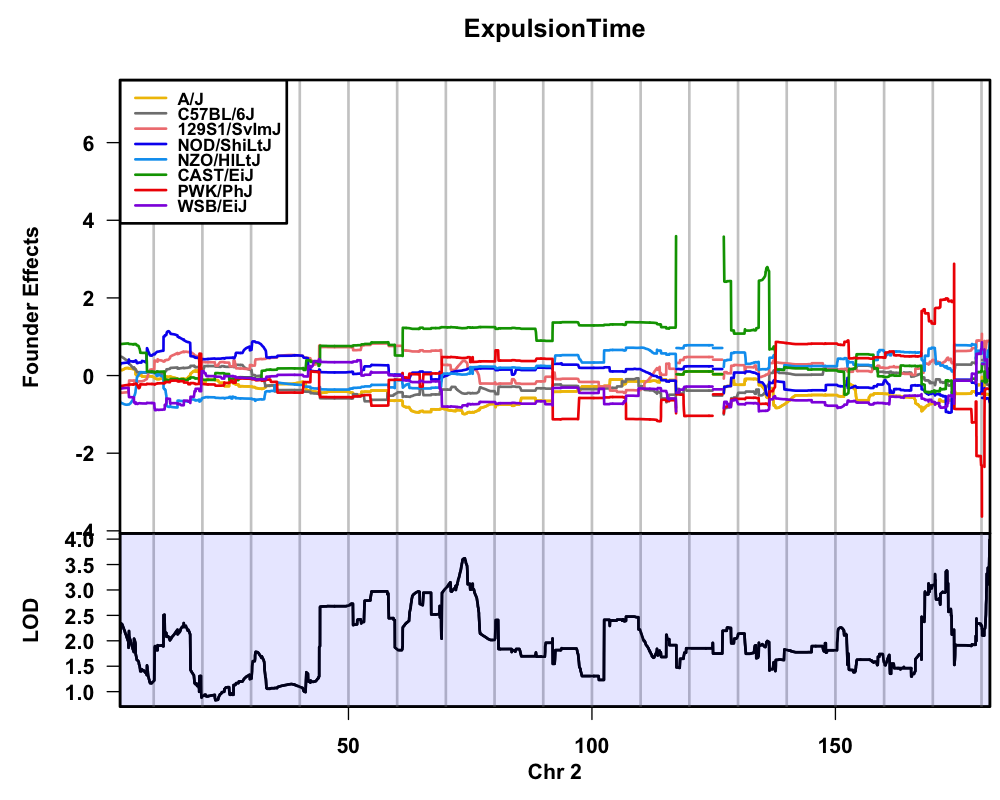 ExpulsionTime
A/J
C57BL/6J
129S1/SvImJ
NOD/ShiLtJ
NZO/HlLtJ
CAST/EiJ
PWK/PhJ
WSB/EiJ
Founder Effects
6
4
2
0
-2
-4
LOD
4.0
3.5
3.0
2.5
2.0
1.5
1.0
50
100
150
Chr 2